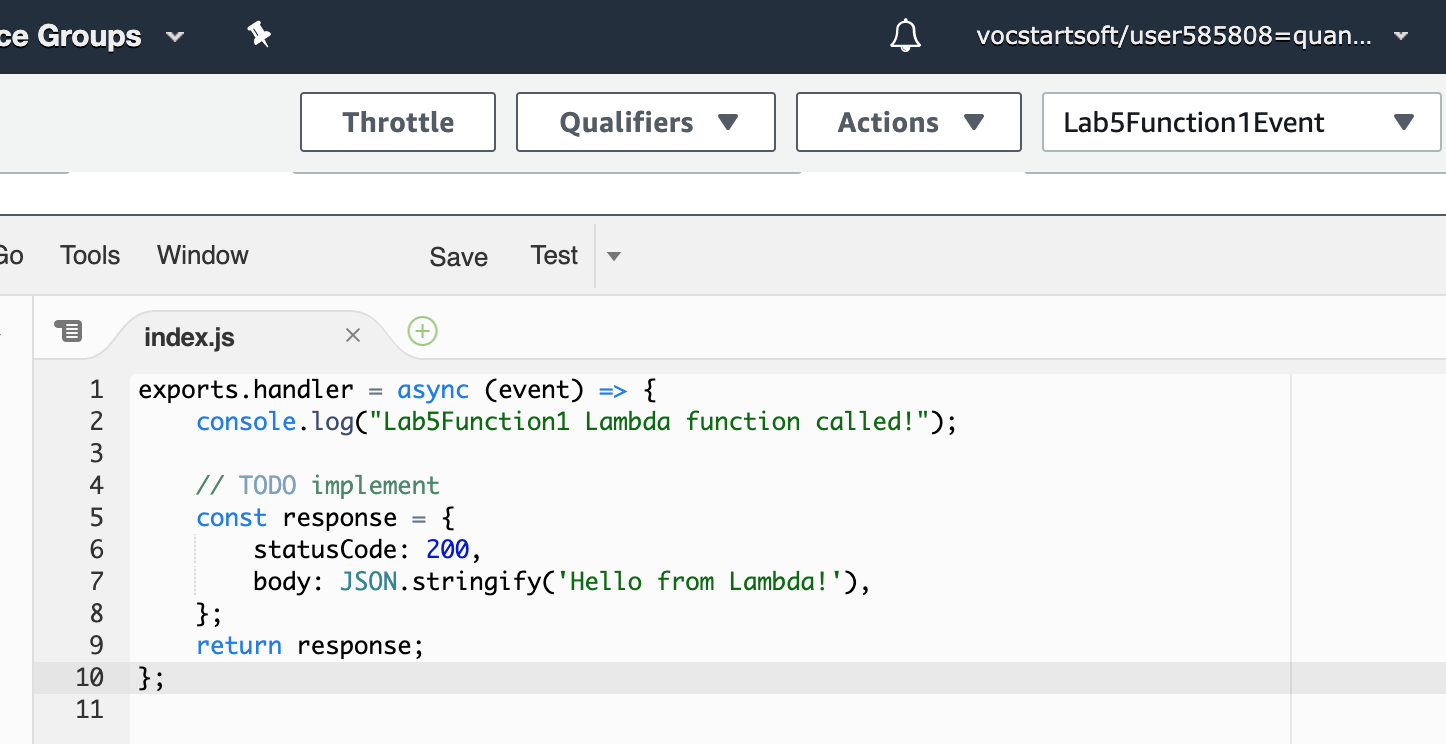 ce Groups vocstartsoft/user585808=quan...
Throttle Qualifiers Actions Lab5Function1Event
Go Tools Window Save Test
index.js
1 exports.handler = async (event) => {
2     console.log("Lab5Function1 Lambda function called!");
3
4     // TODO implement
5     const response = {
6         statusCode: 200,
7         body: JSON.stringify('Hello from Lambda!'),
8     };
9     return response;
10 };
11